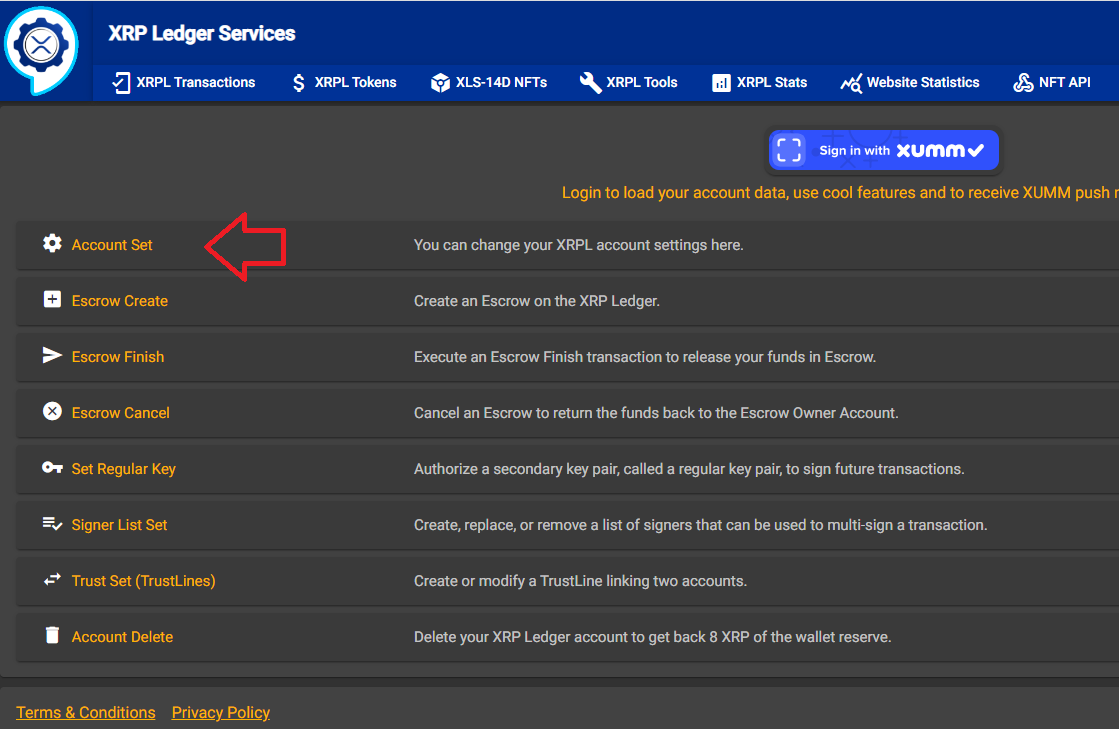 XRP Ledger Services
XRPL Transactions XRPL Tokens XLS-14D NFTs XRPL Tools XRPL Stats Website Statistics NFT API
Sign in with xumm
Login to load your account data, use cool features and to receive XUMM push
Account Set You can change your XRPL account settings here.
Escrow Create Create an Escrow on the XRP Ledger.
Escrow Finish Execute an Escrow Finish transaction to release your funds in Escrow.
Escrow Cancel Cancel an Escrow to return the funds back to the Escrow Owner Account.
Set Regular Key Authorize a secondary key pair, called a regular key pair, to sign future transactions.
Signer List Set Create, replace, or remove a list of signers that can be used to multi-sign a transaction.
Trust Set (TrustLines) Create or modify a TrustLine linking two accounts.
Account Delete Delete your XRP Ledger account to get back 8 XRP of the wallet reserve.
Terms & Conditions Privacy Policy